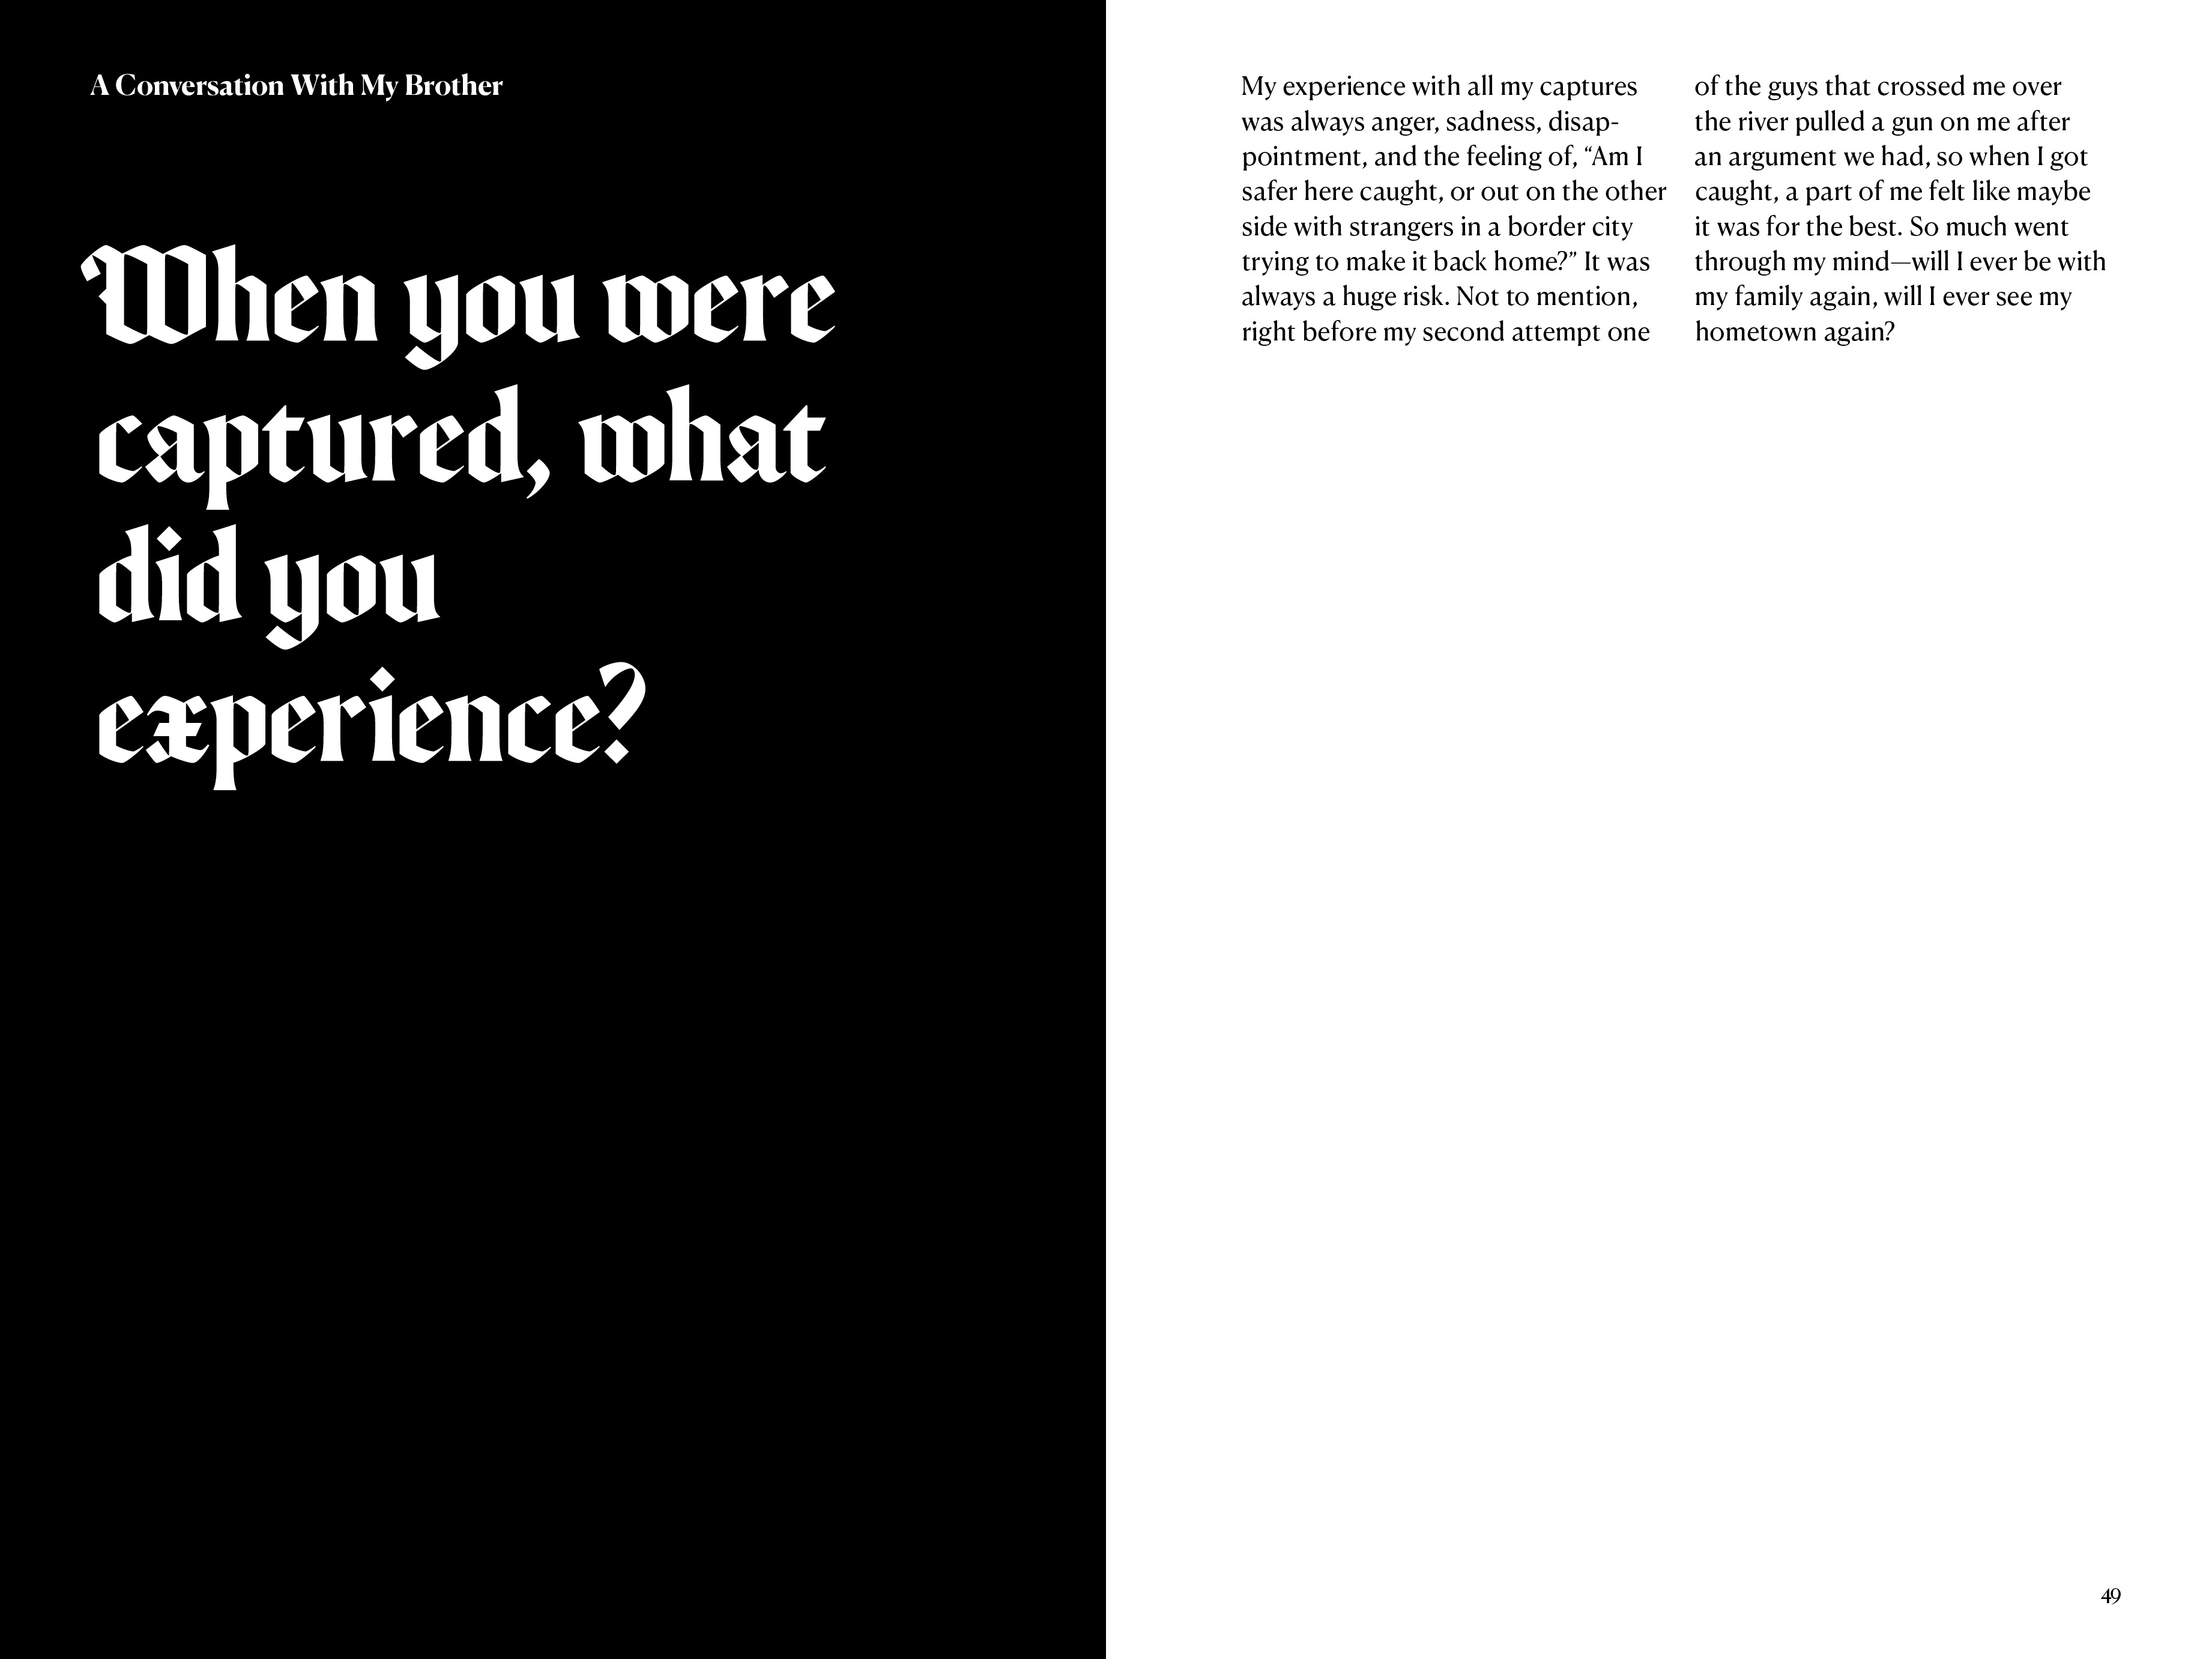 A Conversation With My Brother
When you were
captured, what
did you
experience?
My experience with all my captures
was always anger, sadness, disap-
pointment, and the feeling of, “Am I
safer here caught, or out on the other
side with strangers in a border city
trying to make it back home?” It was
always a huge risk. Not to mention,
right before my second attempt one
of the guys that crossed me over
the river pulled a gun on me after
an argument we had, so when I got
caught, a part of me felt like maybe
it was for the best. So much went
through my mind—will I ever be with
my family again, will I ever see my
hometown again?
49